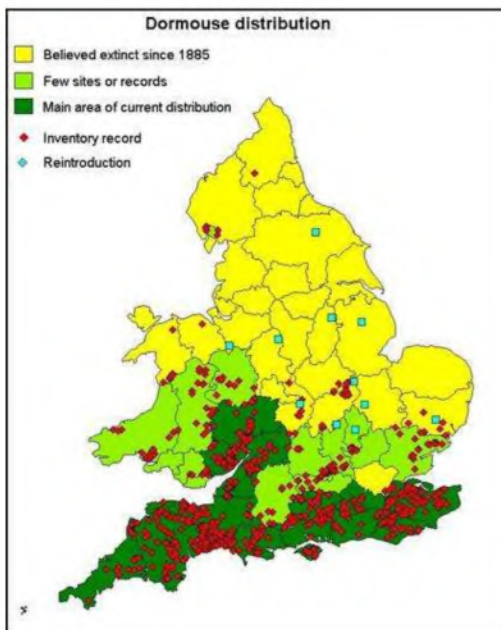 Dormouse distribution
Believed extinct since 1885
Few sites or records
Main area of current distribution
Inventory record
Reintroduction